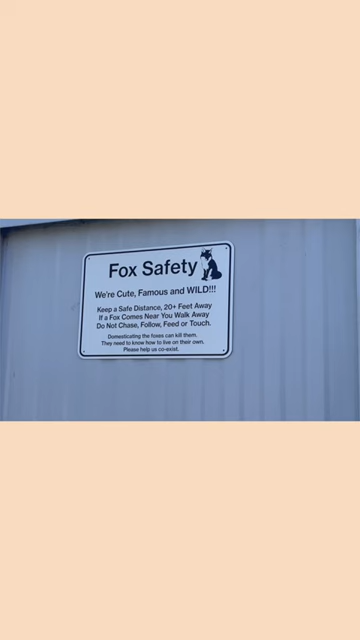 Fox Safety
We're Cute, Famous and WILD!!!
Keep a Safe Distance, 20+ Feet Away
If a Fox Comes Near You Walk Away
Do Not Chase, Follow, Feed or Touch.
Domesticating the foxes can kill them.
They need to know how to live on their own.
Please help us co-exist.